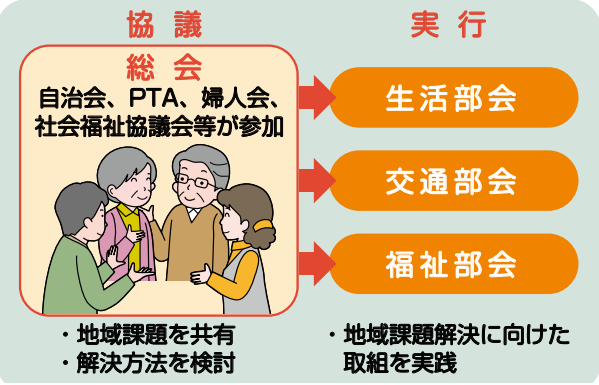 協議
総会
自治会、PTA、婦人会、
社会福祉協議会等が参加
・地域課題を共有
・解決方法を検討
実行
生活部会
交通部会
福祉部会
・地域課題解決に向けた
取組を実践